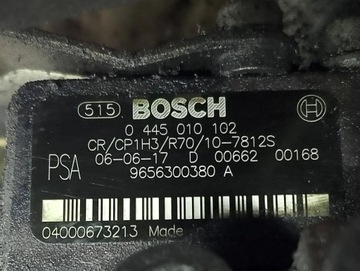 515 BOSCH
0 445 010 102
CR/CP1H3/R70/10-7812S
PSA 06-06-17 D 00662 00168
9656300380 A
04000673213 Made